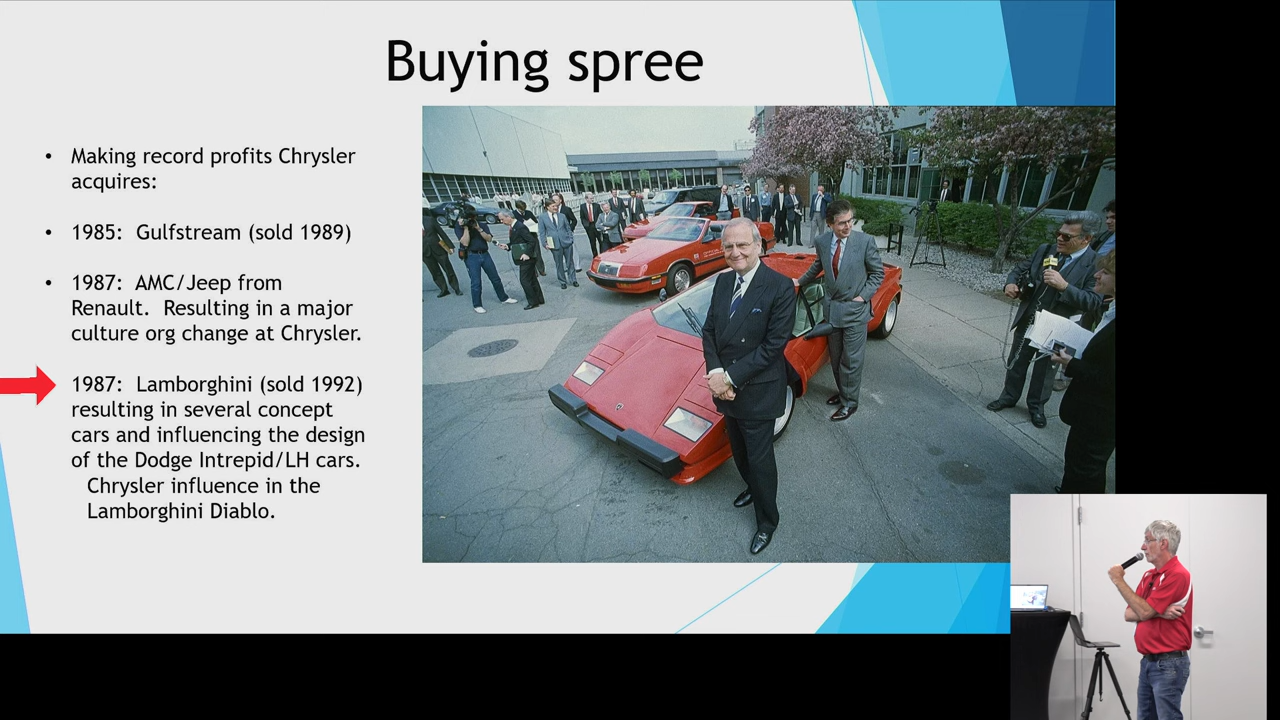 Buying spree
• Making record profits Chrysler
acquires:
• 1985: Gulfstream (sold 1989)
• 1987: AMC/Jeep from
Renault. Resulting in a major
culture org change at Chrysler.
1987: Lamborghini (sold 1992)
resulting in several concept
cars and influencing the design
of the Dodge Intrepid/LH cars.
Chrysler influence in the
Lamborghini Diablo.